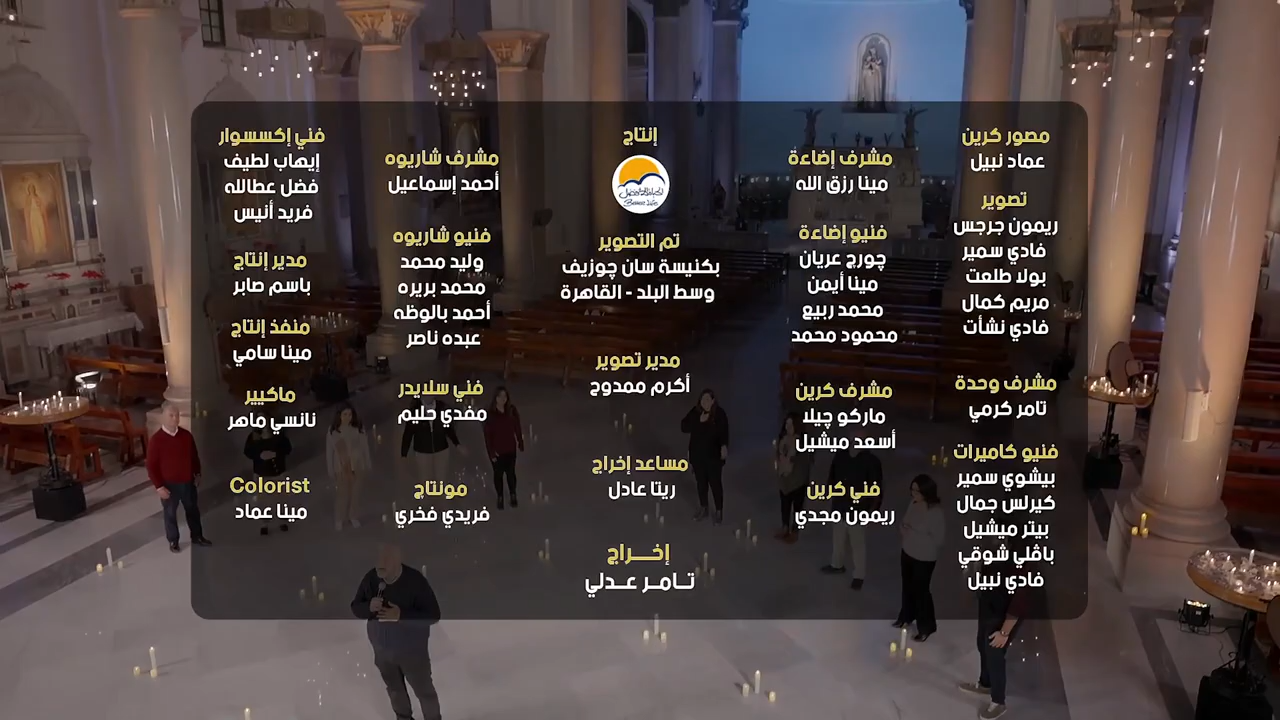 مصور كرين
عماد نبيل
تصوير
ريمون جرجس
فادي سمير
بولا طلعت
مريم كمال
فادي نشأت
مشرف وحدة
تامر كرمي
فنيو كاميرات
بيشوي سمير
كيرلس جمال
بيتر ميشيل
باڤلي شوقي
فادي نبيل
مشرف إضاءة
مينا رزق الله
فنيو إضاءة
چورچ عريان
مينا أيمن
محمد ربيع
محمود محمد
مشرف كرين
ماركو چيلا
أسعد ميشيل
فني كرين
ريمون مجدي
إنتاج
Better Life
تم التصوير
بكنيسة سان چوزيف
وسط البلد - القاهرة
مدير تصوير
أكرم ممدوح
مساعد إخراج
ريتا عادل
إخـــراج
تـامـر عـدلي
مشرف شاريوه
أحمد إسماعيل
فنيو شاريوه
وليد محمد
محمد بريره
أحمد بالوظه
عبده ناصر
فني سلايدر
مفدي حليم
مونتاج
فريدي فخري
فني إكسسوار
إيهاب لطيف
فضل عطالله
فريد أنيس
مدير إنتاج
باسم صابر
منفذ إنتاج
مينا سامي
ماكيير
نانسي ماهر
Colorist
مينا عماد